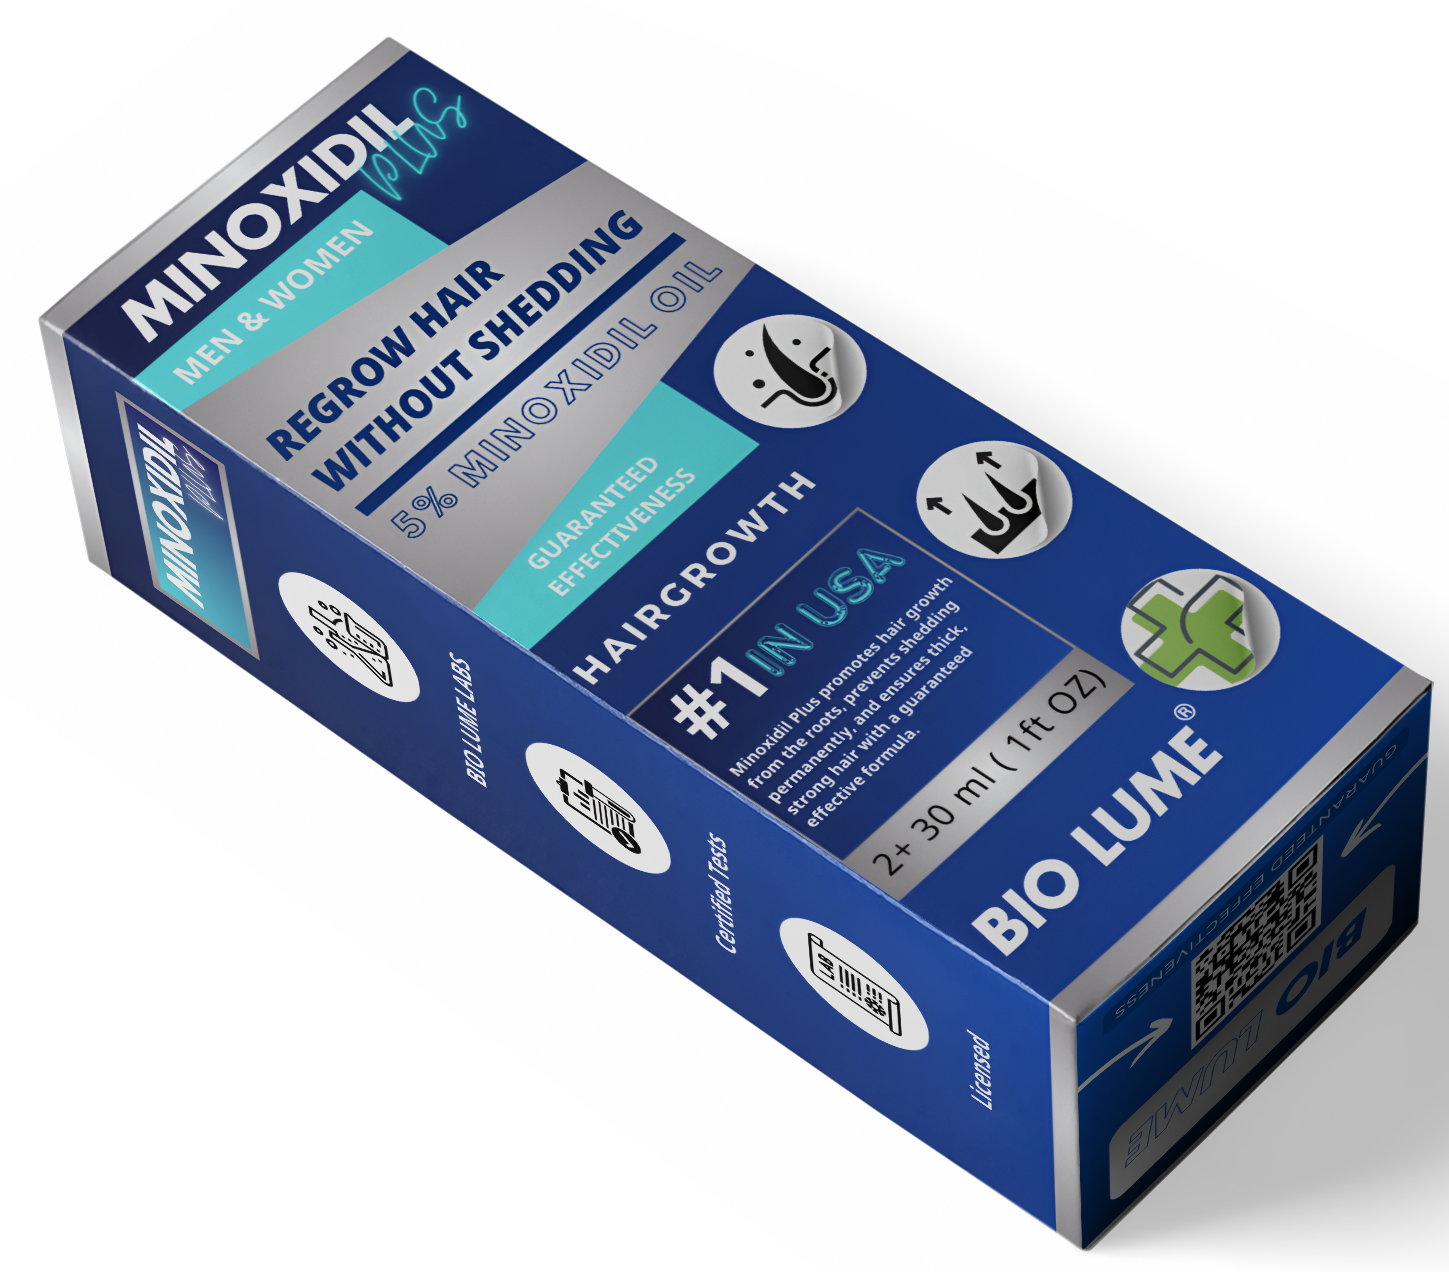 MINOXIDIL
PLUS
MEN & WOMEN
REGROW HAIR
WITHOUT SHEDDING
5% MINOXIDIL OIL
GUARANTEED
EFFECTIVENESS
HAIRGROWTH
#1 IN USA
Minoxidil Plus promotes hair growth
from the roots, prevents shedding
permanently, and ensures thick,
strong hair with a guaranteed
effective formula.
2+ 30 ml ( 1ft OZ)
BIO LUME®
MINOXIDIL
PLUS
BIO LUME LABS
Certified Tests
LAB
Licensed
GUARANTEED EFFECTIVENESS
BIO LUME